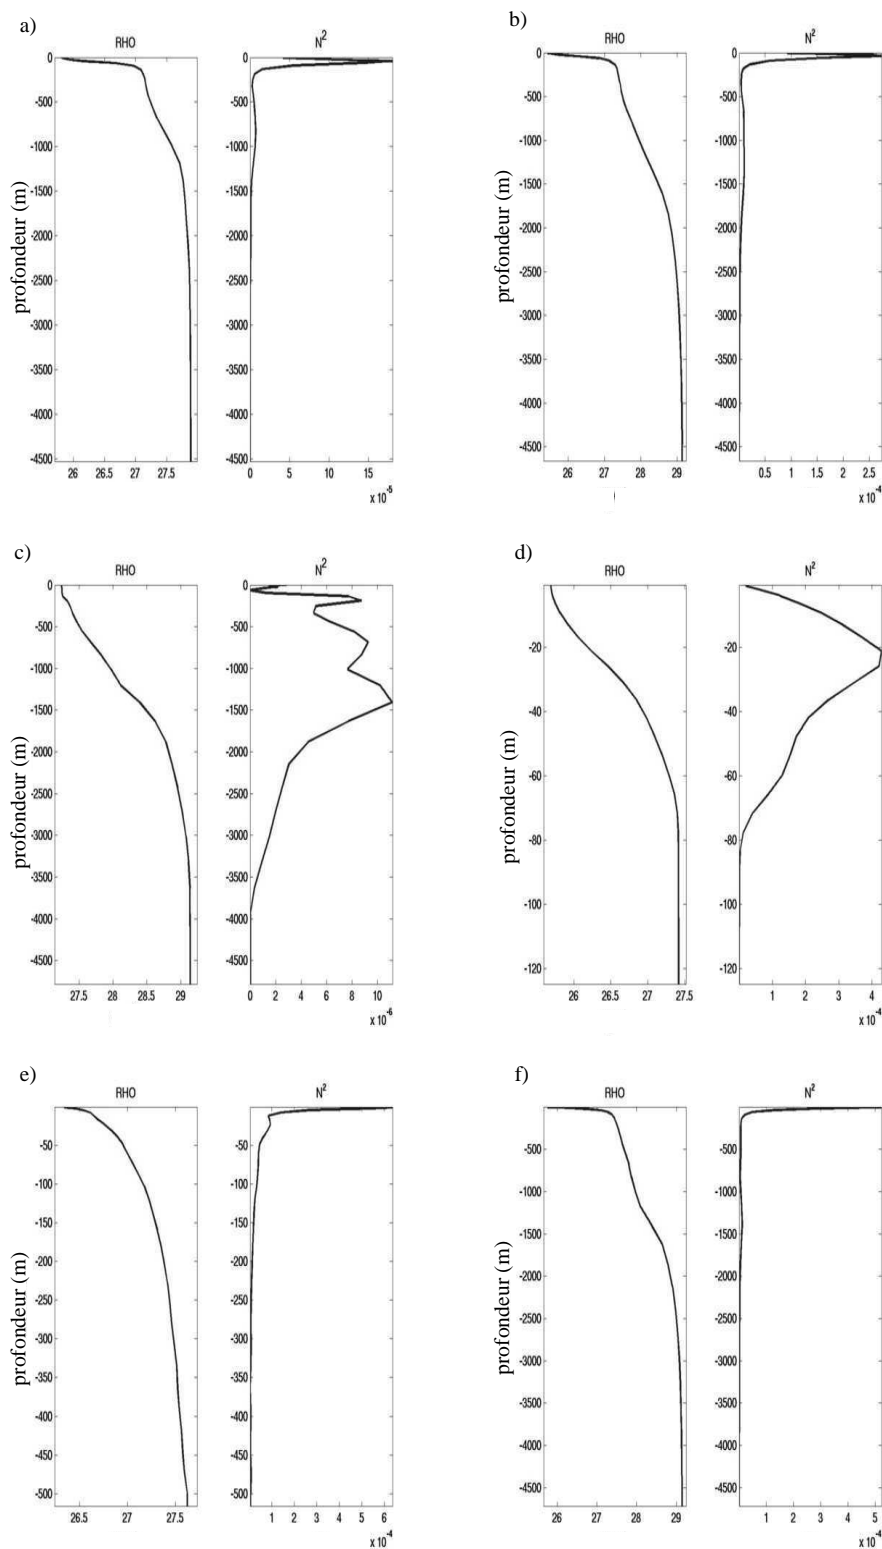 a)
RHO
N²
0
-500
-1000
-1500
-2000
-2500
-3000
-3500
-4000
-4500
profondeur (m)
26 26.5 27 27.5
0 5 10 15
x 10⁻⁵
b)
RHO
N²
0
-500
-1000
-1500
-2000
-2500
-3000
-3500
-4000
-4500
profondeur (m)
26 27 28 29
0.5 1 1.5 2 2.5
x 10⁻⁴
c)
RHO
N²
0
-500
-1000
-1500
-2000
-2500
-3000
-3500
-4000
-4500
profondeur (m)
27.5 28 28.5 29
0 2 4 6 8 10
x 10⁻⁶
d)
RHO
N²
-20
-40
-60
-80
-100
-120
profondeur (m)
26 26.5 27 27.5
1 2 3 4
x 10⁻⁴
e)
RHO
N²
-50
-100
-150
-200
-250
-300
-350
-400
-450
-500
profondeur (m)
26.5 27 27.5
1 2 3 4 5 6
x 10⁻⁴
f)
RHO
N²
-500
-1000
-1500
-2000
-2500
-3000
-3500
-4000
-4500
profondeur (m)
26 27 28 29
1 2 3 4 5
x 10⁻⁴